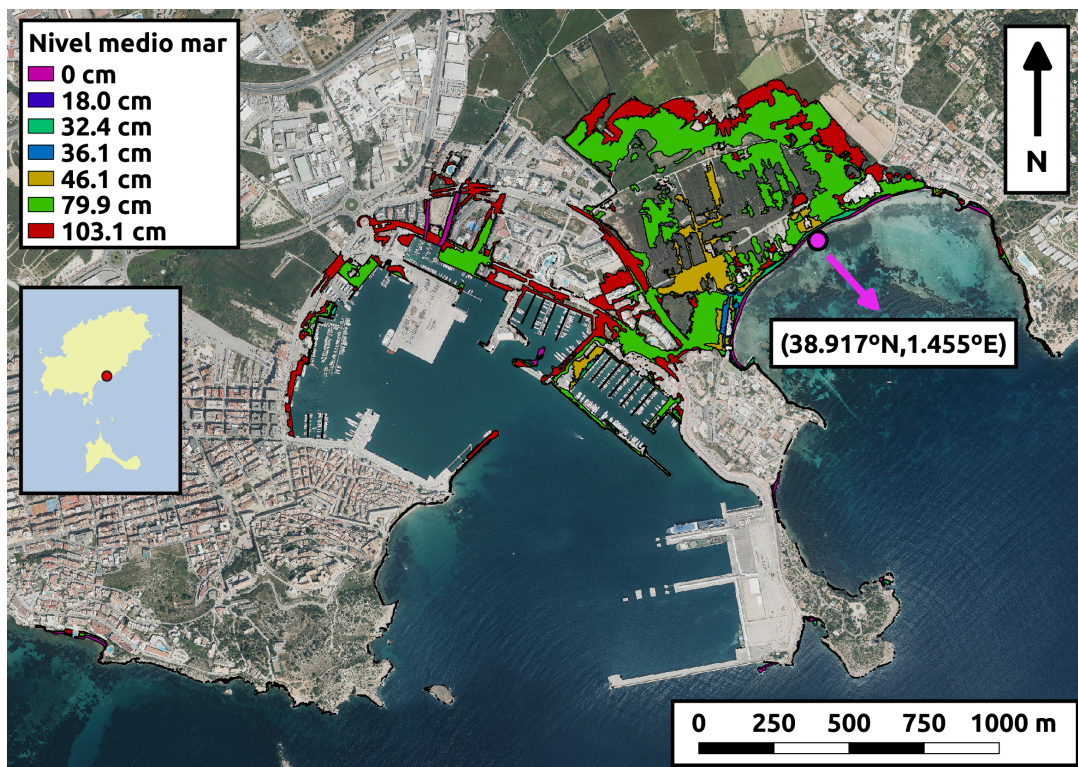 Nivel medio mar
0 cm
18.0 cm
32.4 cm
36.1 cm
46.1 cm
79.9 cm
103.1 cm
N
(38.917ºN,1.455ºE)
0 250 500 750 1000 m